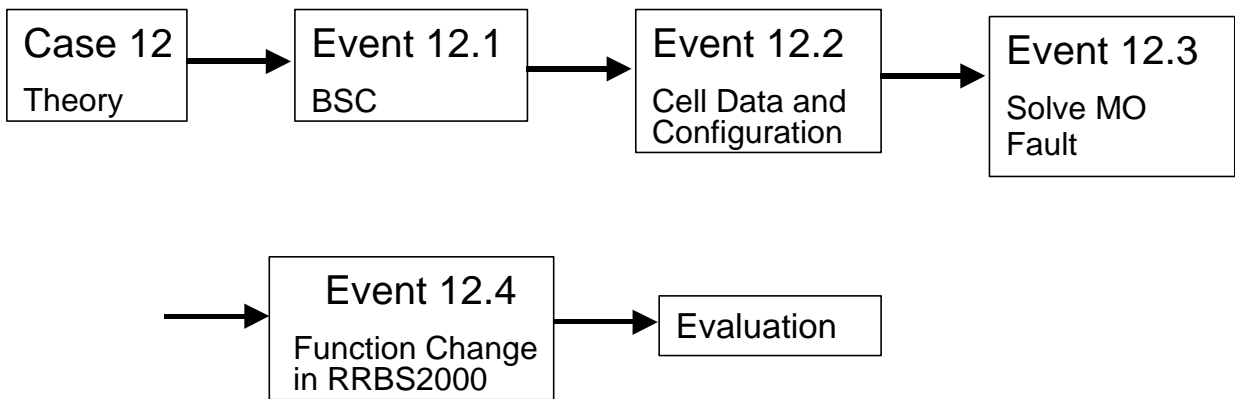 Case 12
Theory
Event 12.1
BSC
Event 12.2
Cell Data and
Configuration
Event 12.3
Solve MO
Fault
Event 12.4
Function Change
in RRBS2000
Evaluation